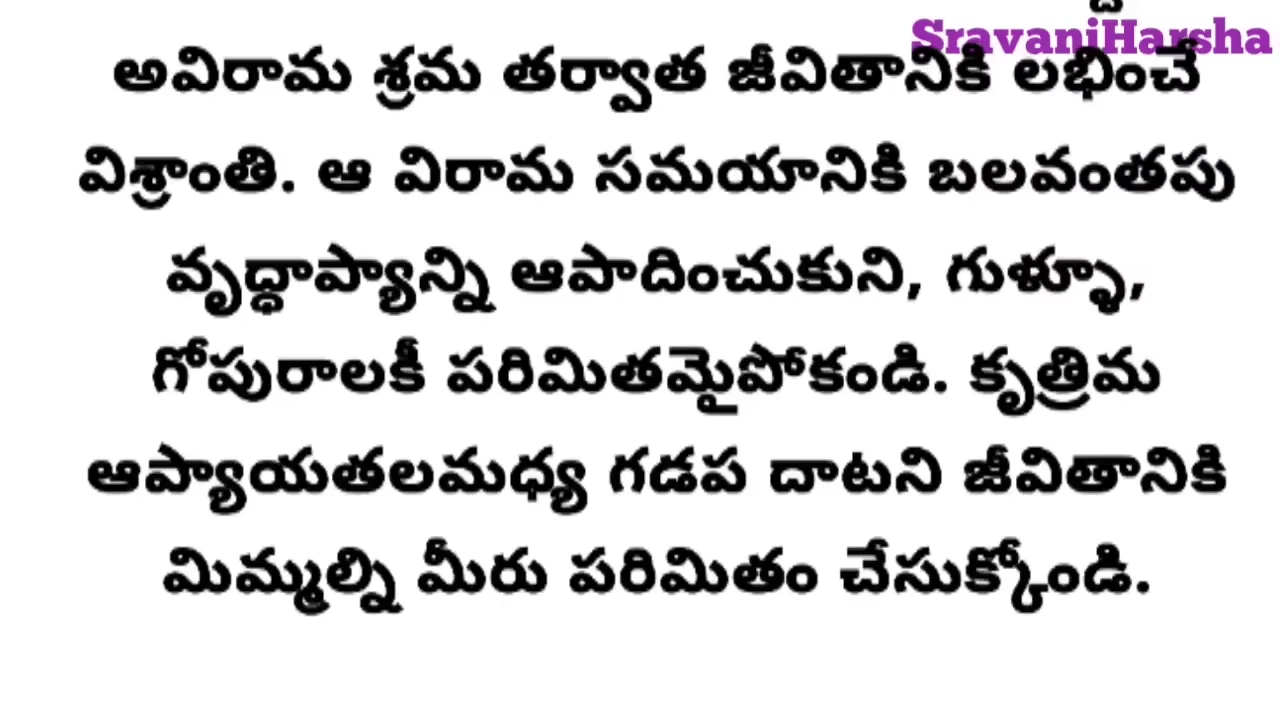 SravaniHarsha
అవిరామ శ్రమ తర్వాత జీవితానికి లభించే
విశ్రాంతి. ఆ విరామ సమయానికి బలవంతపు
వృద్ధాప్యాన్ని ఆపాదించుకుని, గుళ్ళూ,
గోపురాలకీ పరిమితమైపోకండి. కృత్రిమ
ఆప్యాయతలమధ్య గడప దాటని జీవితానికి
మిమ్మల్ని మీరు పరిమితం చేసుక్కోండి.